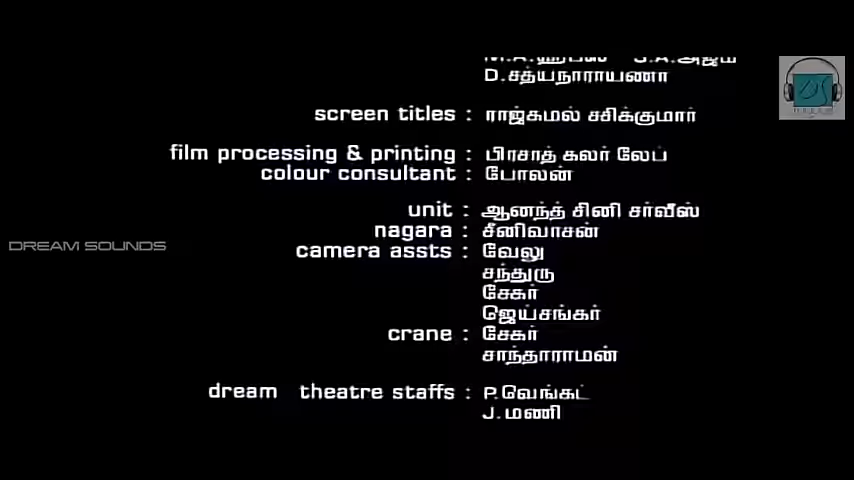 D.சத்யநாராயணா
screen titles : ராஜ்கமல் சசிக்குமார்
film processing & printing : பிரசாத் கலர் லேப்
colour consultant : போலன்
unit : ஆனந்த் சினி சர்வீஸ்
nagara : சீனிவாசன்
DREAM SOUNDS
camera assts : வேலு
சந்துரு
சேகர்
ஜெய்சங்கர்
crane : சேகர்
சாந்தாராமன்
dream theatre staffs : P.வேங்கட்
J.மணி